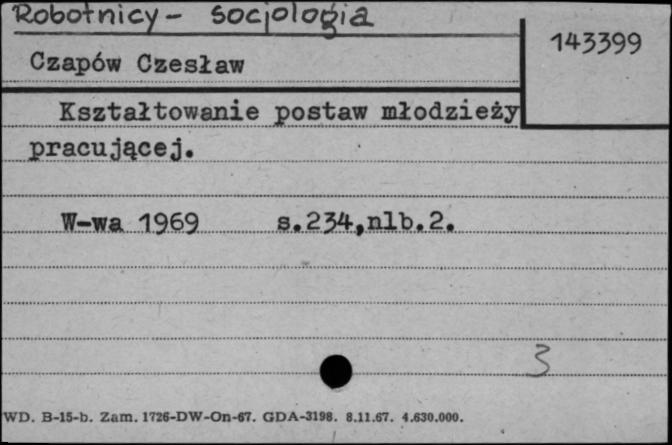 Robotnicy - socjologia
143399
Czapów Czesław
Kształtowanie postaw młodzieży
pracującej.
W-wa 1969 s.234,nlb.2.
3
WD. B-15-b. Zam. 1726-DW-On-67. GDA-3198. 8.11.67. 4.630.000.